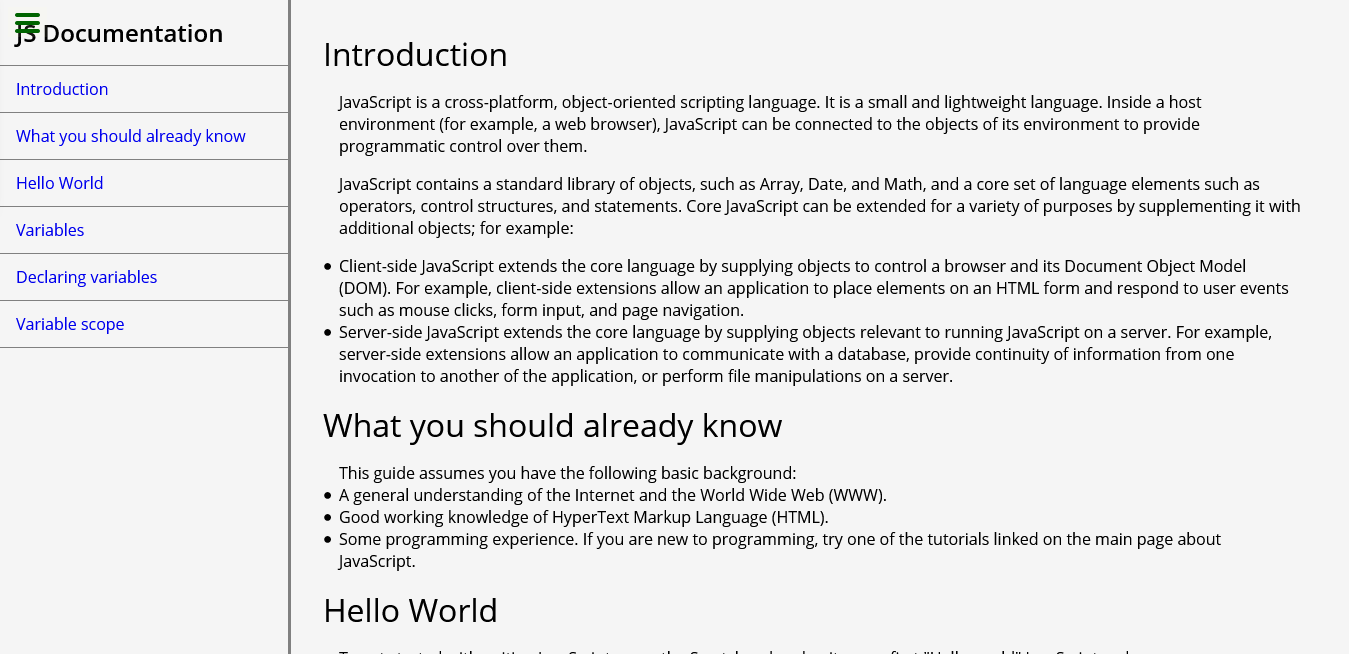 JS Documentation
Introduction
What you should already know
Hello World
Variables
Declaring variables
Variable scope
Introduction
JavaScript is a cross-platform, object-oriented scripting language. It is a small and lightweight language. Inside a host
environment (for example, a web browser), JavaScript can be connected to the objects of its environment to provide
programmatic control over them.
JavaScript contains a standard library of objects, such as Array, Date, and Math, and a core set of language elements such as
operators, control structures, and statements. Core JavaScript can be extended for a variety of purposes by supplementing it with
additional objects; for example:
• Client-side JavaScript extends the core language by supplying objects to control a browser and its Document Object Model
(DOM). For example, client-side extensions allow an application to place elements on an HTML form and respond to user events
such as mouse clicks, form input, and page navigation.
• Server-side JavaScript extends the core language by supplying objects relevant to running JavaScript on a server. For example,
server-side extensions allow an application to communicate with a database, provide continuity of information from one
invocation to another of the application, or perform file manipulations on a server.
What you should already know
This guide assumes you have the following basic background:
• A general understanding of the Internet and the World Wide Web (WWW).
• Good working knowledge of HyperText Markup Language (HTML).
• Some programming experience. If you are new to programming, try one of the tutorials linked on the main page about
JavaScript.
Hello World